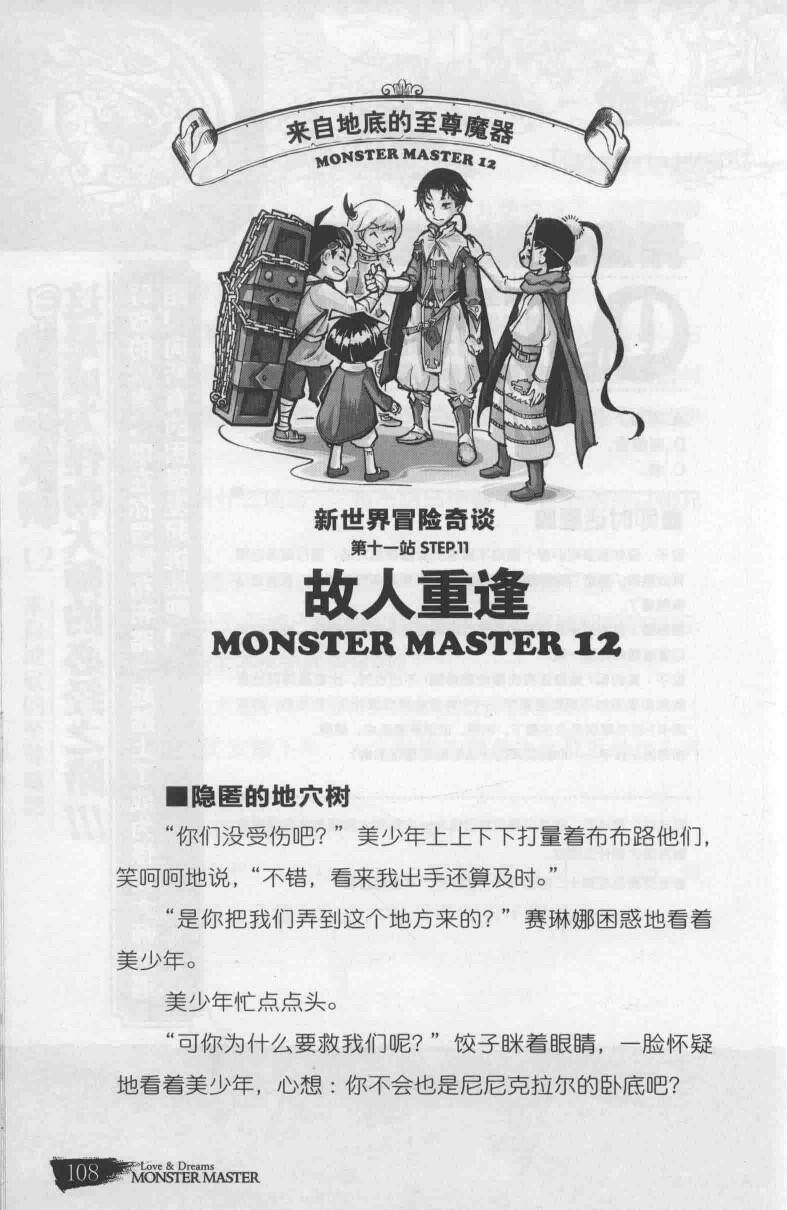 来自地底的至尊魔器
MONSTER MASTER 12
新世界冒险奇谈
第十一站 STEP.11
故人重逢
MONSTER MASTER 12
■隐匿的地穴树
“你们没受伤吧？”美少年上上下下打量着布布路他们，
笑呵呵地说，“不错，看来我出手还算及时。”
“是你把我们弄到这个地方来的？”赛琳娜困惑地看着
美少年。
美少年忙点点头。
“可你为什么要救我们呢？”饺子眯着眼睛，一脸怀疑
地看着美少年，心想：你不会也是尼尼克拉尔的卧底吧？
108
Love & Dreams
MONSTER MASTER